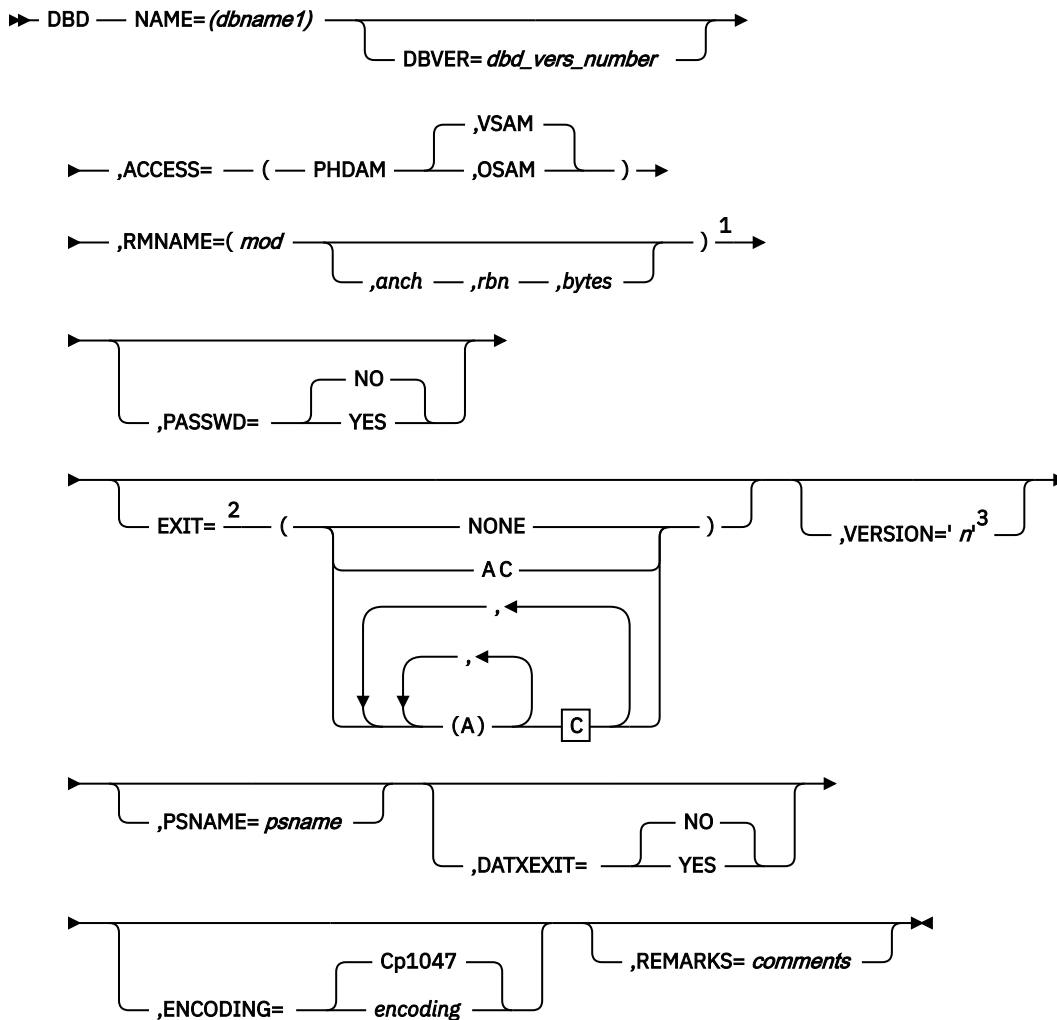 DBD NAME=(dbname1)
DBVER=dbd_vers_number
,VSAM
,ACCESS= ( PHDAM ,OSAM )
,RMNAME=( mod ) 1
,anch ,rbn ,bytes
NO
,PASSWD= YES
EXIT= 2 ( NONE ) ,VERSION=' n' 3
A C
,
,
(A) C
,PSNAME= psname NO
,DATXEXIT= YES
Cp1047 ,REMARKS= comments
,ENCODING= encoding